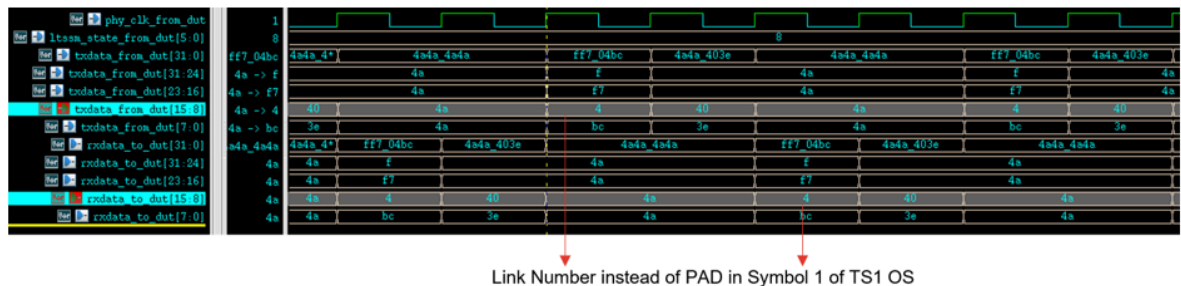 phy_clk_from_dut 1
ltssm_state_from_dut[5:0] 8 8
txdata_from_dut[31:0] ff7_04bc 4a4a_4* 4a4a_4a4a ff7_04bc 4a4a_403e 4a4a_4a4a ff7_04bc 4a4a_403e
txdata_from_dut[31:24] 4a -> f 4a f 4a f 4a
txdata_from_dut[23:16] 4a -> f7 4a f7 4a f7 4a
txdata_from_dut[15:8] 4a -> 4 40 4a 4 40 4a 4 40
txdata_from_dut[7:0] 4a -> bc 3e 4a bc 3e 4a bc 3e
rxdata_to_dut[31:0] a4a_4a4a 4a4a_4* ff7_04bc 4a4a_403e 4a4a_4a4a ff7_04bc 4a4a_403e 4a4a_4a4a
rxdata_to_dut[31:24] 4a 4a f 4a f 4a
rxdata_to_dut[23:16] 4a 4a f7 4a f7 4a
rxdata_to_dut[15:8] 4a 4a 4 40 4a 4 40 4a
rxdata_to_dut[7:0] 4a 4a bc 3e 4a bc 3e 4a
Link Number instead of PAD in Symbol 1 of TS1 OS